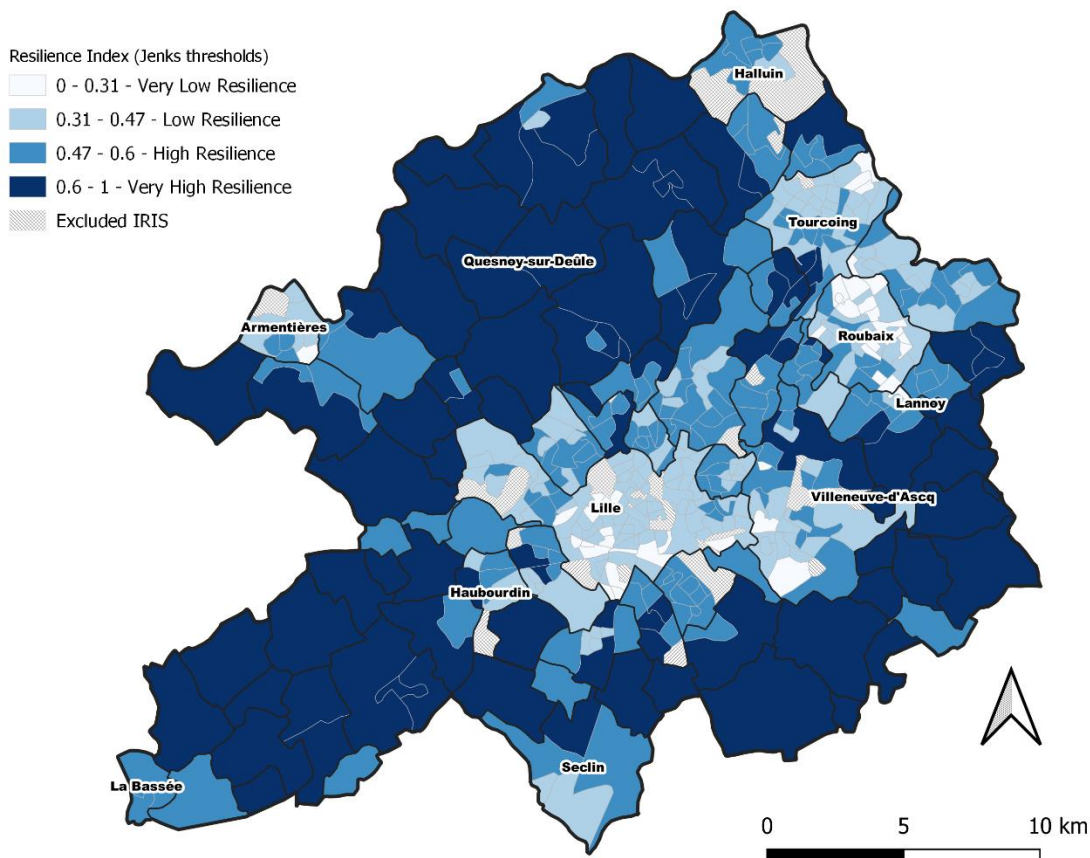 Resilience Index (Jenks thresholds)
0 - 0.31 - Very Low Resilience
0.31 - 0.47 - Low Resilience
0.47 - 0.6 - High Resilience
0.6 - 1 - Very High Resilience
Excluded IRIS
Halluin
Tourcoing
Quesnoy-sur-Deûle
Armentières
Roubaix
Lannoy
Villeneuve-d'Ascq
Lille
Haubourdin
Seclin
La Bassée
0 5 10 km